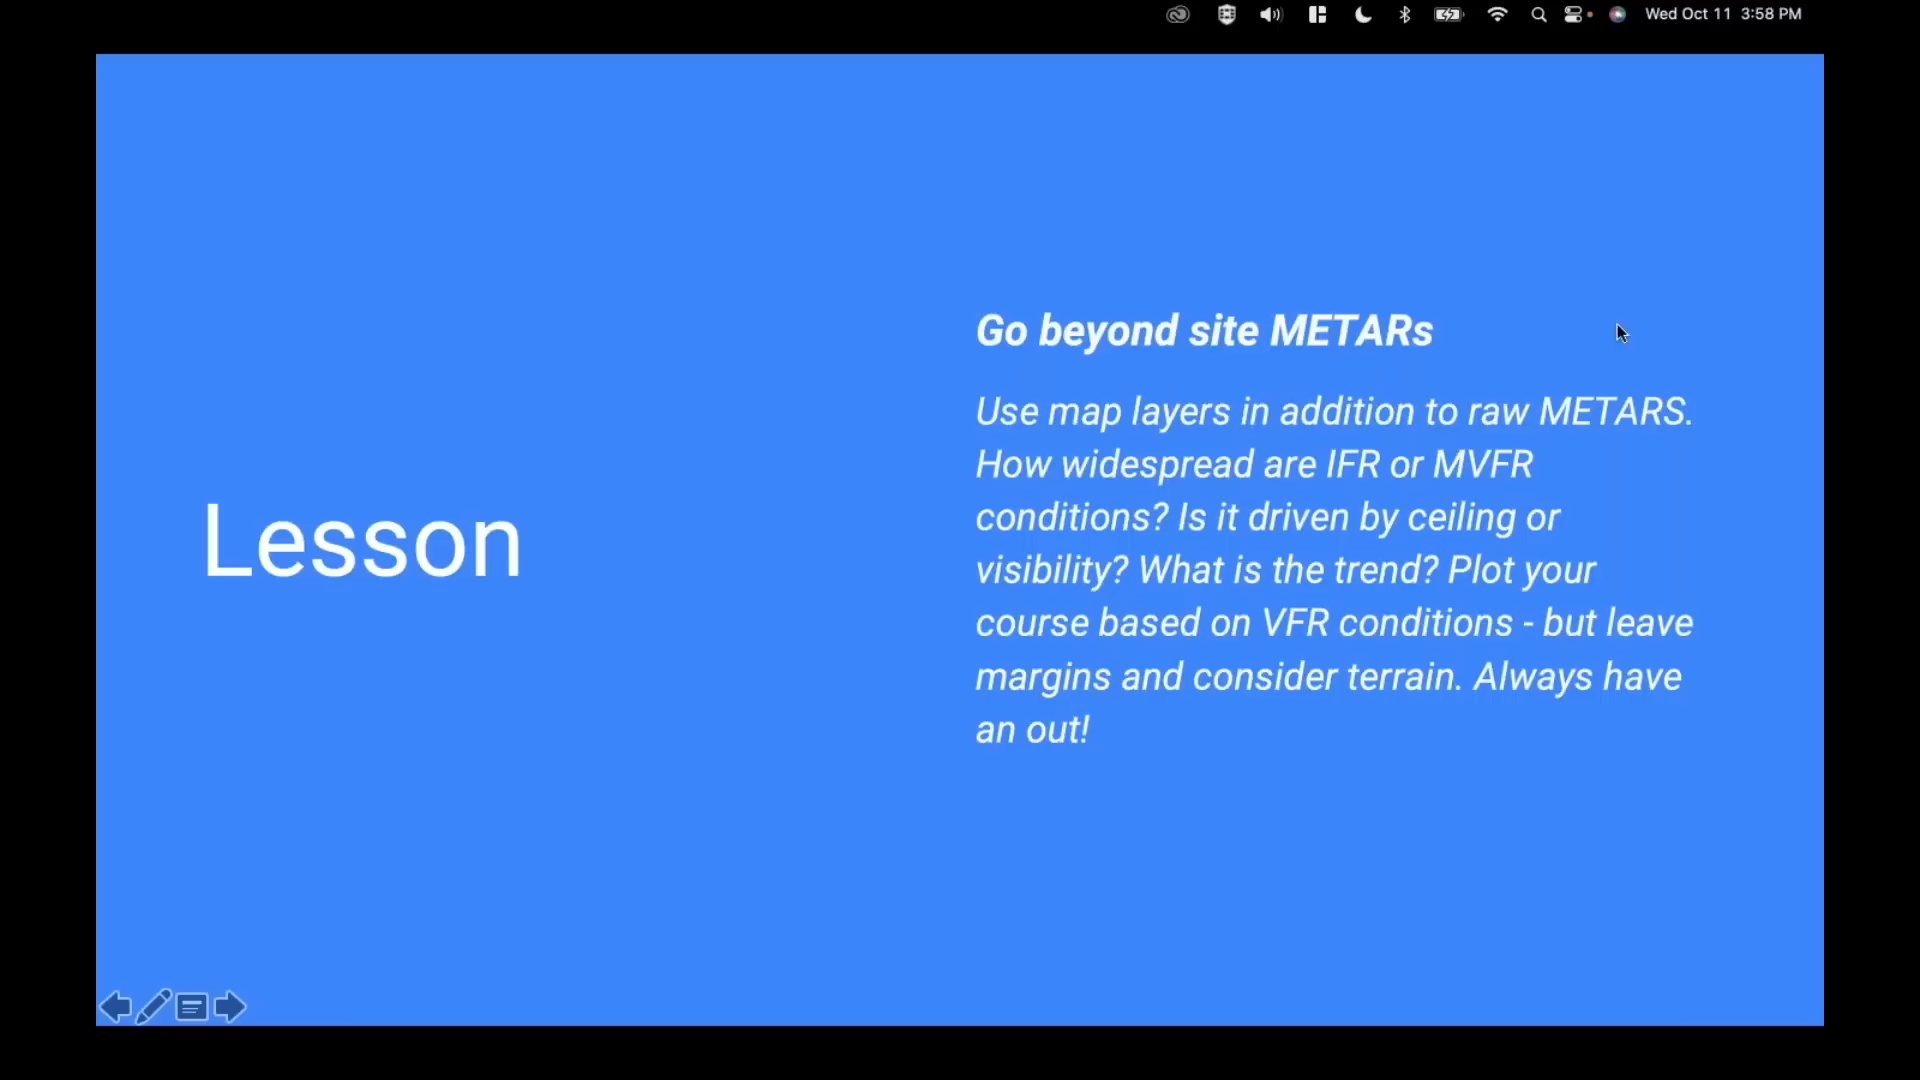 Wed Oct 11 3:58 PM
Lesson
Go beyond site METARs
Use map layers in addition to raw METARS.
How widespread are IFR or MVFR
conditions? Is it driven by ceiling or
visibility? What is the trend? Plot your
course based on VFR conditions - but leave
margins and consider terrain. Always have
an out!